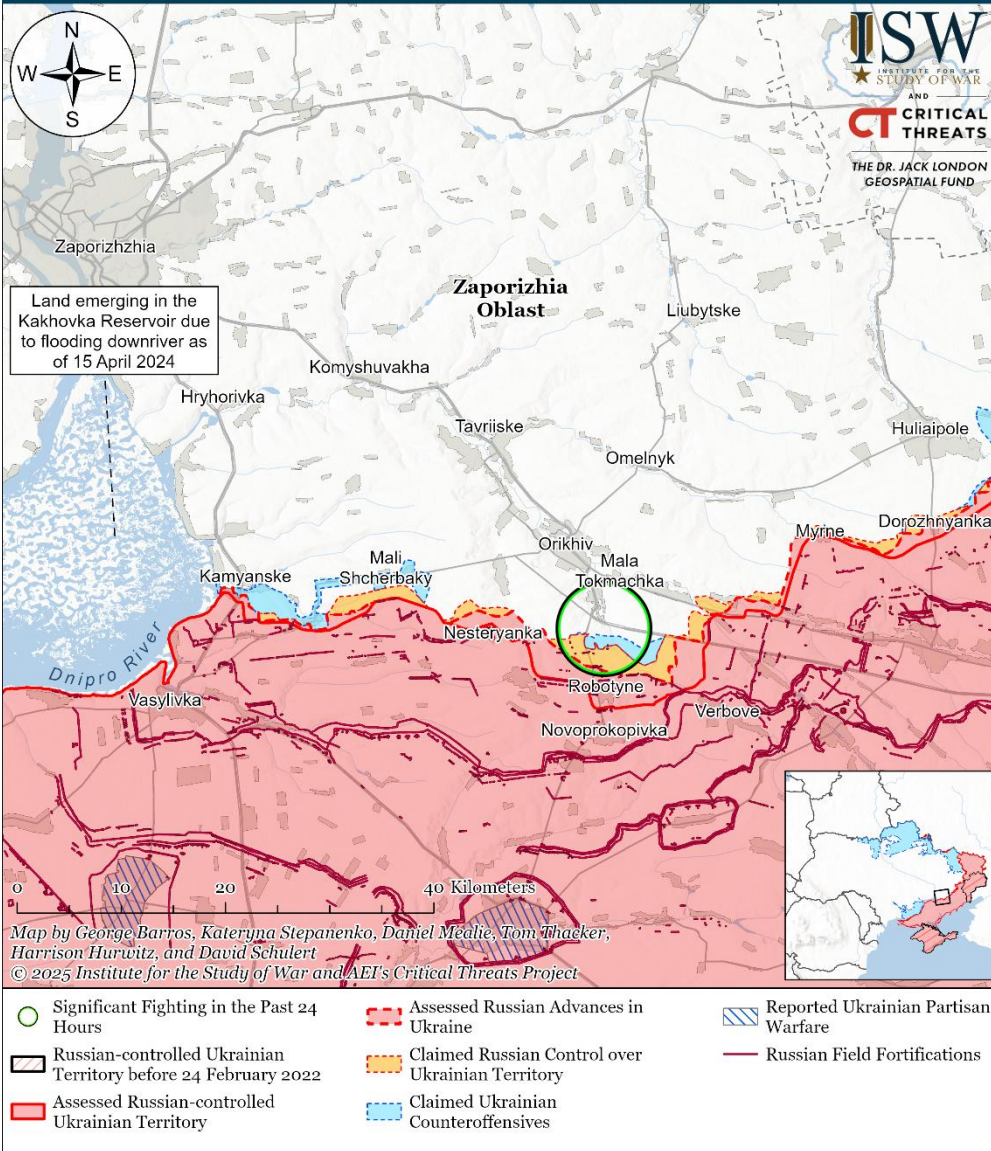 N
W
E
S
ISW
INSTITUTE FOR THE
STUDY OF WAR
AND
CT CRITICAL
THREATS
THE DR. JACK LONDON
GEOSPATIAL FUND
Zaporizhzhia
Land emerging in the
Kakhovka Reservoir due
to flooding downriver as
of 15 April 2024
Zaporizhia
Oblast
Liubytske
Komyshuvakha
Hryhorivka
Tavriiske
Huliaipole
Omelnyk
Orikhiv
Myrne
Dorozhnyanka
Mala
Tokmachka
Mali
Shcherbaky
Kamyanske
Nesteryanka
Dnipro River
Robotyne
Vasylivka
Verbove
Novoprokopivka
0
10
20
40 Kilometers
Map by George Barros, Kateryna Stepanenko, Daniel Mealie, Tom Thacker,
Harrison Hurwitz, and David Schulert
© 2025 Institute for the Study of War and AEI's Critical Threats Project
Significant Fighting in the Past 24
Hours
Russian-controlled Ukrainian
Territory before 24 February 2022
Assessed Russian-controlled
Ukrainian Territory
Assessed Russian Advances in
Ukraine
Claimed Russian Control over
Ukrainian Territory
Claimed Ukrainian
Counteroffensives
Reported Ukrainian Partisan
Warfare
Russian Field Fortifications